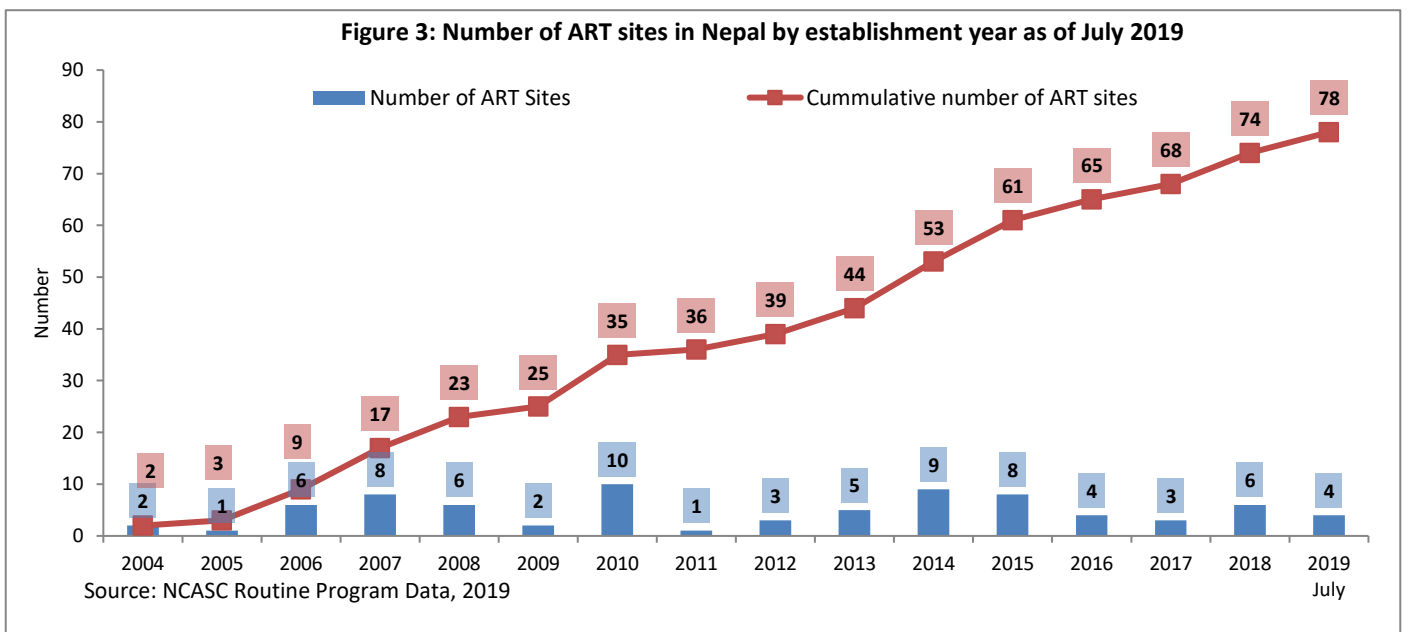 Figure 3: Number of ART sites in Nepal by establishment year as of July 2019
Number of ART Sites
Cummulative number of ART sites
Number
90
80
70
60
50
40
30
20
10
0
2 3 9 17 23 25 35 36 39 44 53 61 65 68 74 78
2 1 6 8 6 2 10 1 3 5 9 8 4 3 6 4
2004 2005 2006 2007 2008 2009 2010 2011 2012 2013 2014 2015 2016 2017 2018 2019
July
Source: NCASC Routine Program Data, 2019